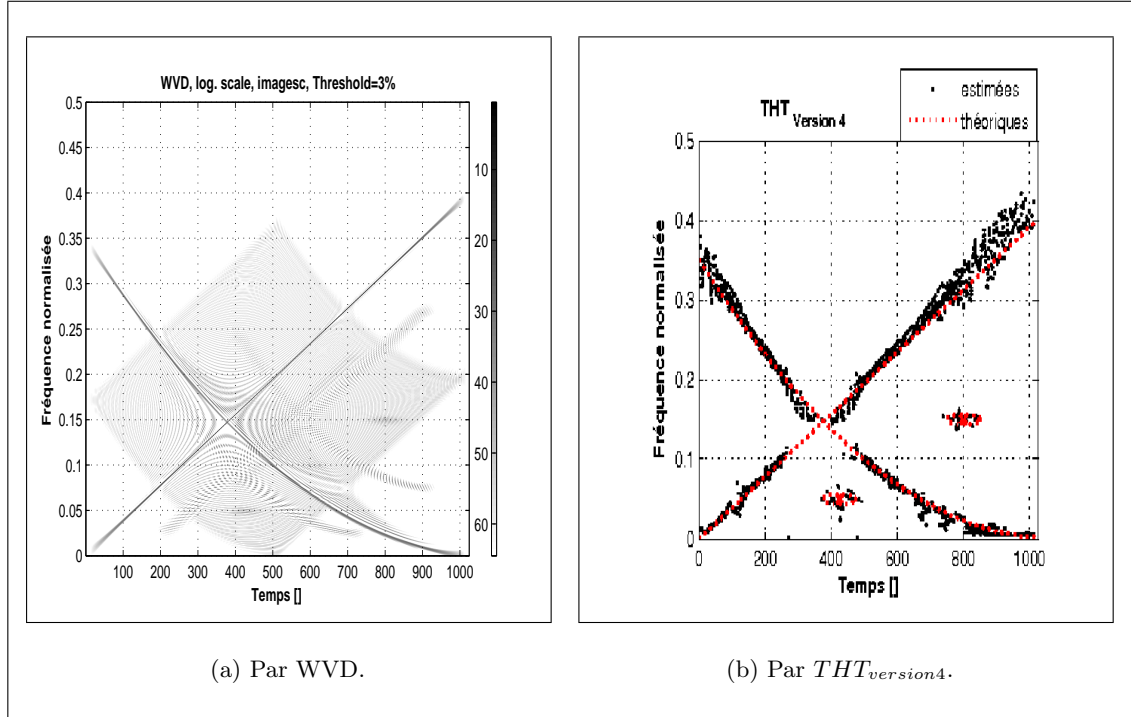 WVD, log. scale, imagesc, Threshold=3%
0.5
0.45
0.4
0.35
0.3
0.25
0.2
0.15
0.1
0.05
0
Fréquence normalisée
100 200 300 400 500 600 700 800 900 1000
Temps []
10
20
30
40
50
60
(a) Par WVD.
THT Version 4
estimées
théoriques
0.5
0.4
0.3
0.2
0.1
0
Fréquence normalisée
0 200 400 600 800 1000
Temps []
(b) Par THTversion4.